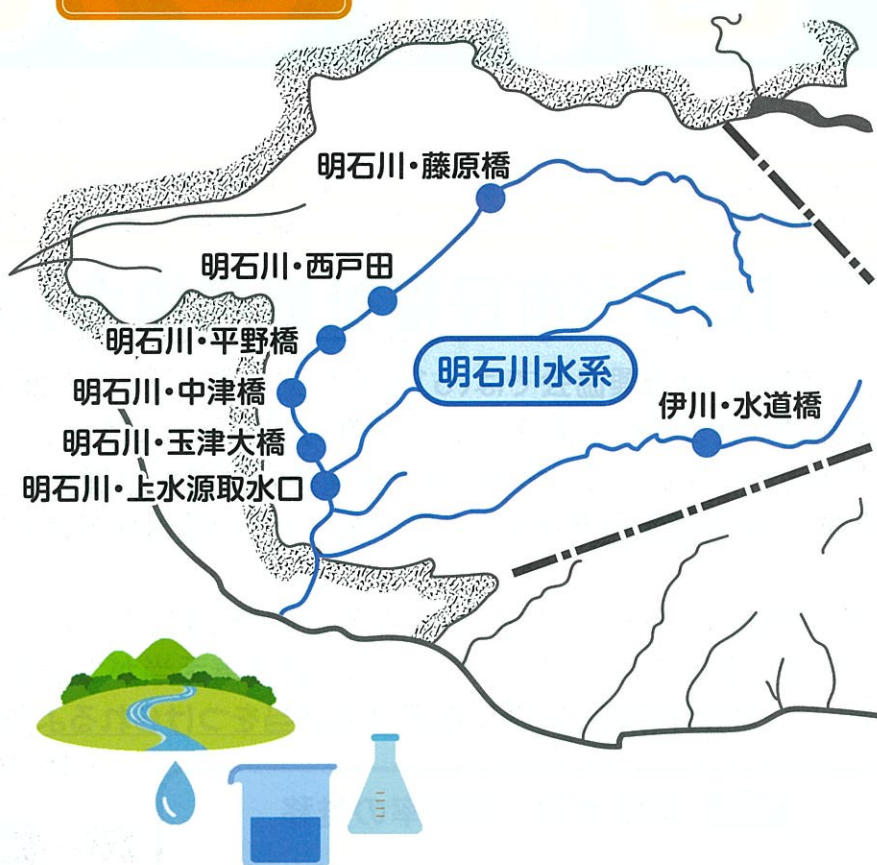 明石川・藤原橋
明石川・西戸田
明石川・平野橋
明石川水系
明石川・中津橋
伊川・水道橋
明石川・玉津大橋
明石川・上水源取水口